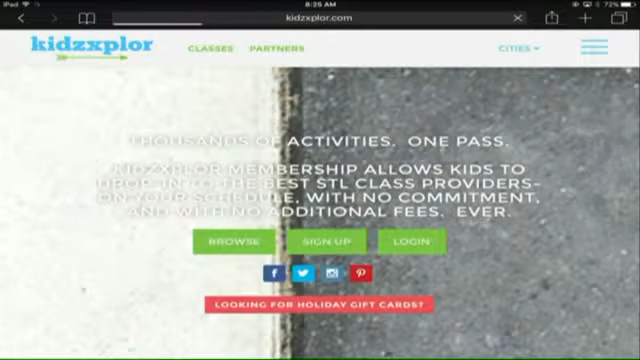 iPad 8:25 AM 72%
kidzxplor.com
kidzxplor CLASSES PARTNERS CITIES
THOUSANDS OF ACTIVITIES. ONE PASS.
KIDZXPLOR MEMBERSHIP ALLOWS KIDS TO
DROP-IN TO THE BEST STL CLASS PROVIDERS-
ON YOUR SCHEDULE, WITH NO COMMITMENT,
AND WITH NO ADDITIONAL FEES. EVER.
BROWSE SIGN UP LOGIN
LOOKING FOR HOLIDAY GIFT CARDS?